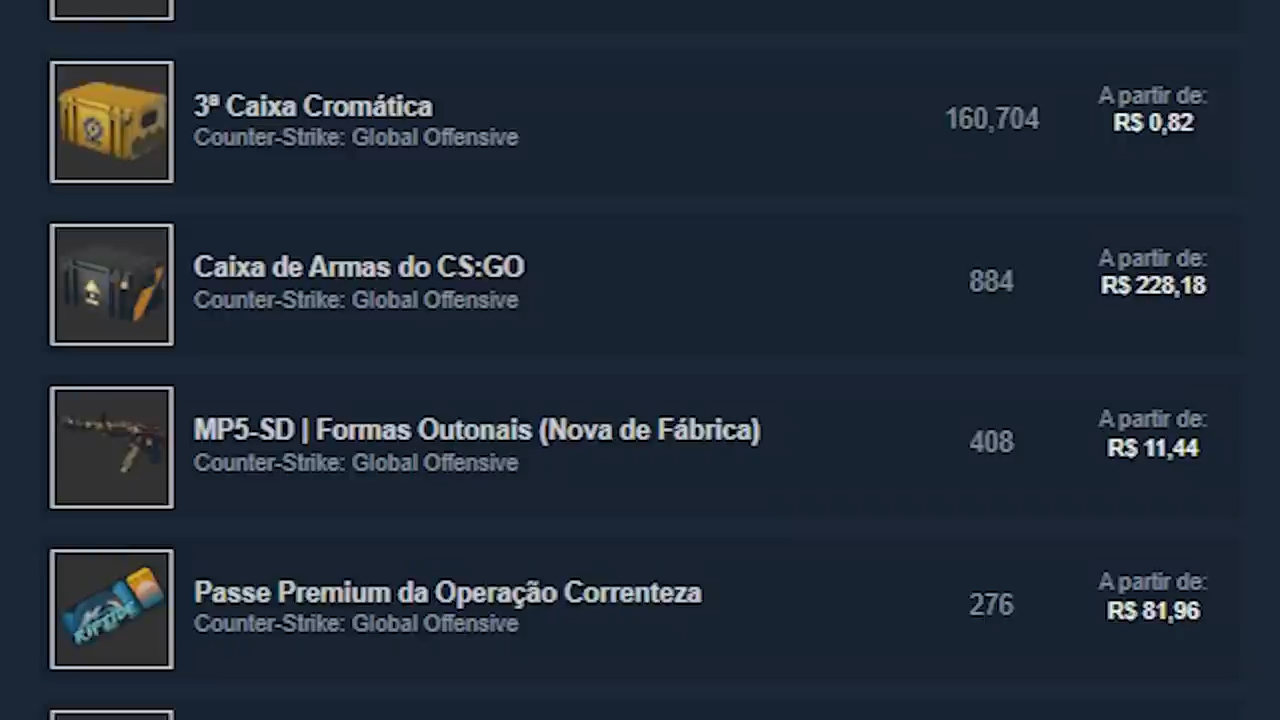 3ª Caixa Cromática
Counter-Strike: Global Offensive
160,704
A partir de:
R$ 0,82
Caixa de Armas do CS:GO
Counter-Strike: Global Offensive
884
A partir de:
R$ 228,18
MP5-SD | Formas Outonais (Nova de Fábrica)
Counter-Strike: Global Offensive
408
A partir de:
R$ 11,44
Passe Premium da Operação Correnteza
Counter-Strike: Global Offensive
276
A partir de:
R$ 81,96
RIPTIDE